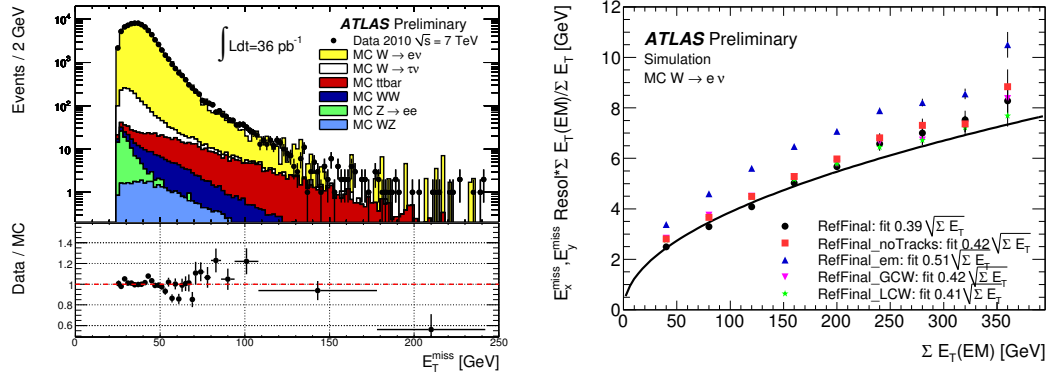 ATLAS Preliminary
∫ Ldt=36 pb⁻¹
Data 2010 √s = 7 TeV
MC W → eν
MC W → τν
MC ttbar
MC WW
MC Z → ee
MC WZ
Events / 2 GeV
10⁴
10³
10²
10
1
Data / MC
1.4
1.2
1
0.8
0.6
0 50 100 150 200 250
E_T^miss [GeV]
ATLAS Preliminary
Simulation
MC W → e ν
E_x^miss, E_y^miss Resol*Σ E_T(EM)/Σ E_T [GeV]
12
10
8
6
4
2
0
RefFinal: fit 0.39√Σ E_T
RefFinal_noTracks: fit 0.42√Σ E_T
RefFinal_em: fit 0.51√Σ E_T
RefFinal_GCW: fit 0.42√Σ E_T
RefFinal_LCW: fit 0.41√Σ E_T
0 50 100 150 200 250 300 350
Σ E_T(EM) [GeV]